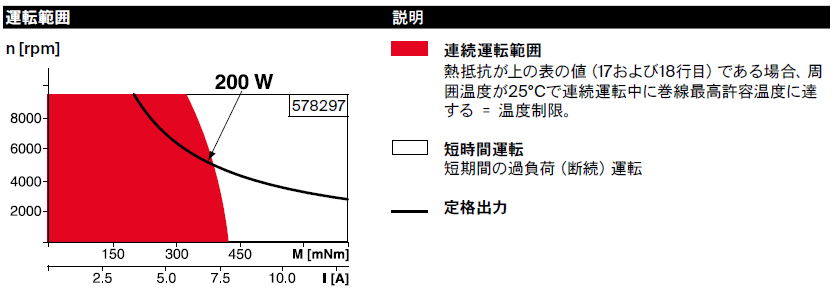 運転範囲
説明
n [rpm]
200 W
578297
8000
6000
4000
2000
150 300 450 M [mNm]
2.5 5.0 7.5 10.0 I [A]
連続運転範囲
熱抵抗が上の表の値（17および18行目）である場合、周
囲温度が25°Cで連続運転中に巻線最高許容温度に達
する = 温度制限。
短時間運転
短期間の過負荷（断続）運転
定格出力